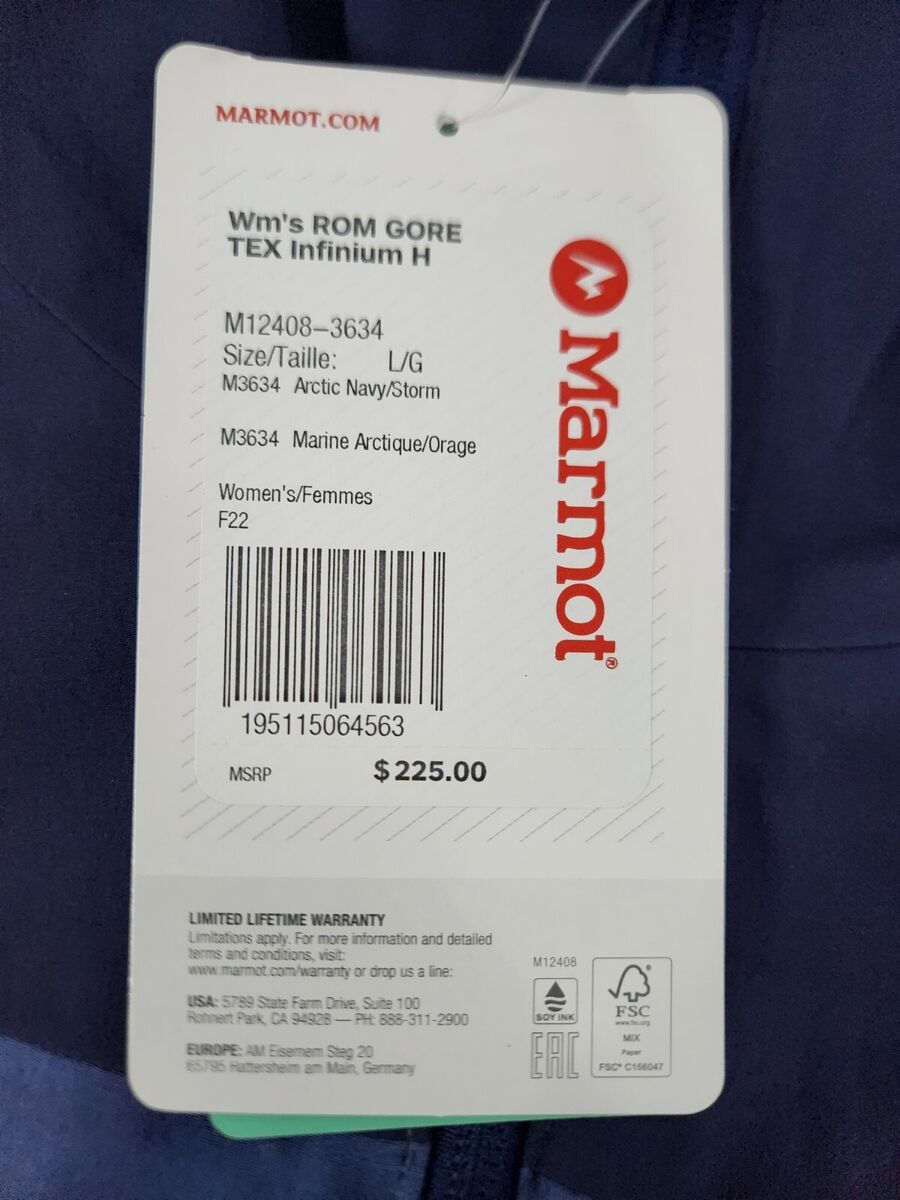 MARMOT.COM
Wm's ROM GORE
TEX Infinium H
M12408-3634
Size/Taille: L/G
M3634 Arctic Navy/Storm
M3634 Marine Arctique/Orage
Women's/Femmes
F22
195115064563
MSRP $225.00
Marmot®
LIMITED LIFETIME WARRANTY
Limitations apply. For more information and detailed
terms and conditions, visit:
www.marmot.com/warranty or drop us a line:
USA: 5789 State Farm Drive, Suite 100
Rohnert Park, CA 94928 — PH: 888-311-2900
EUROPE: AM Eisernem Steg 20
65795 Hattersheim am Main, Germany
M12408
SOY INK
EAC
FSC
www.fsc.org
MIX
Paper
FSC® C156047